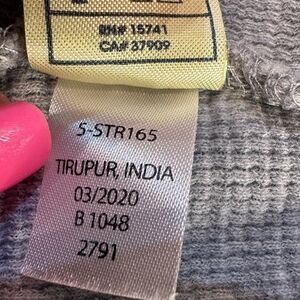 RN# 15741
CA# 37909
5-STR165
TIRUPUR, INDIA
03/2020
B 1048
2791